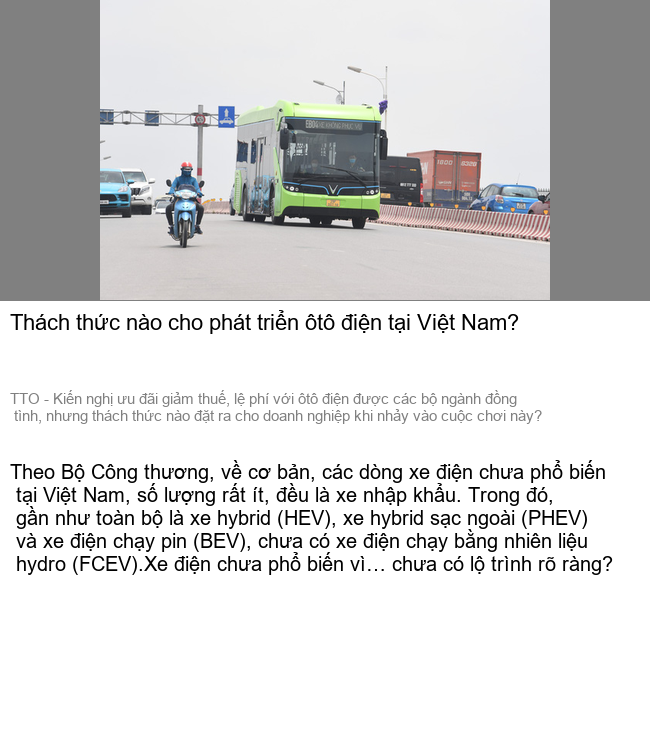 Thách thức nào cho phát triển ôtô điện tại Việt Nam?
TTO - Kiến nghị ưu đãi giảm thuế, lệ phí với ôtô điện được các bộ ngành đồng
tình, nhưng thách thức nào đặt ra cho doanh nghiệp khi nhảy vào cuộc chơi này?
Theo Bộ Công thương, về cơ bản, các dòng xe điện chưa phổ biến
tại Việt Nam, số lượng rất ít, đều là xe nhập khẩu. Trong đó,
gần như toàn bộ là xe hybrid (HEV), xe hybrid sạc ngoài (PHEV)
và xe điện chạy pin (BEV), chưa có xe điện chạy bằng nhiên liệu
hydro (FCEV).Xe điện chưa phổ biến vì… chưa có lộ trình rõ ràng?